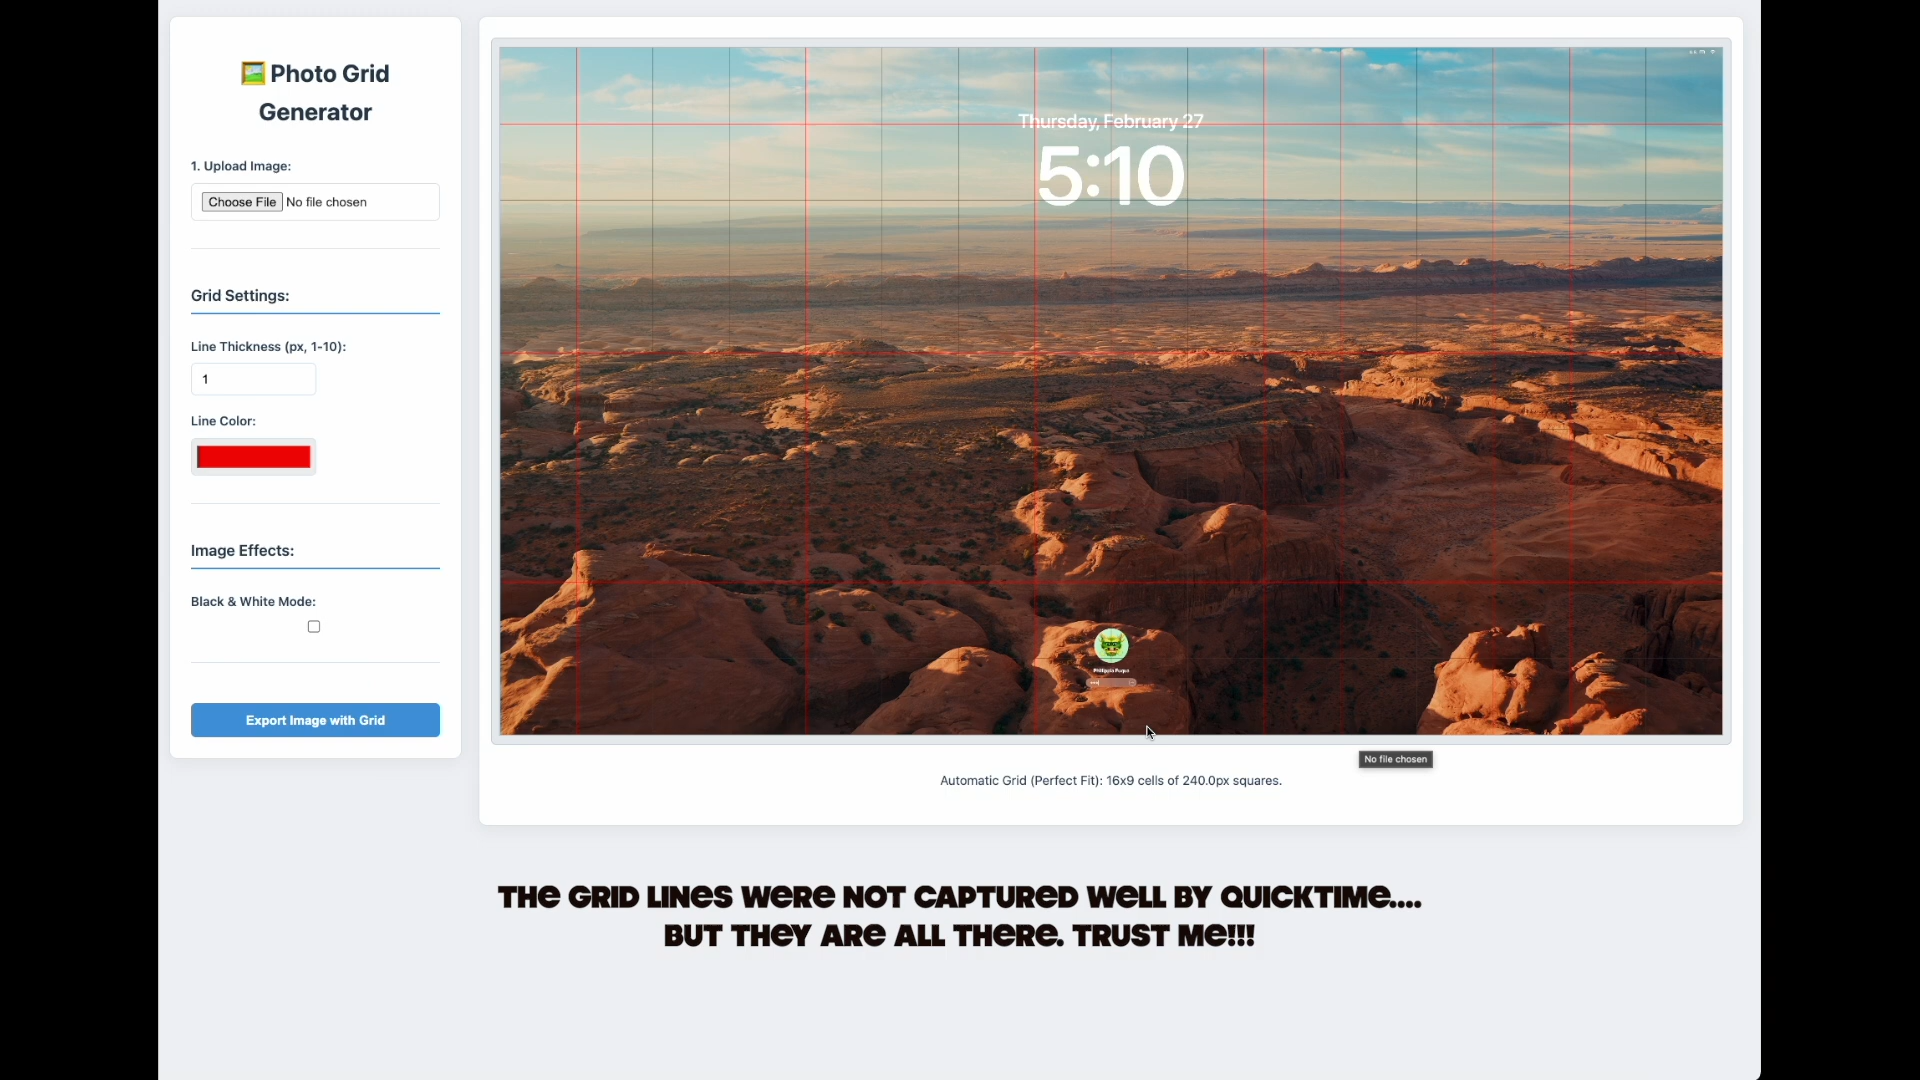 Photo Grid
Generator
1. Upload Image:
Choose File No file chosen
Grid Settings:
Line Thickness (px, 1-10):
1
Line Color:
Image Effects:
Black & White Mode:
Export Image with Grid
Thursday, February 27
5:10
No file chosen
Automatic Grid (Perfect Fit): 16x9 cells of 240.0px squares.
THE GRID LINES WERE NOT CAPTURED WELL BY QUICKTIME....
BUT THEY ARE ALL THERE. TRUST ME!!!